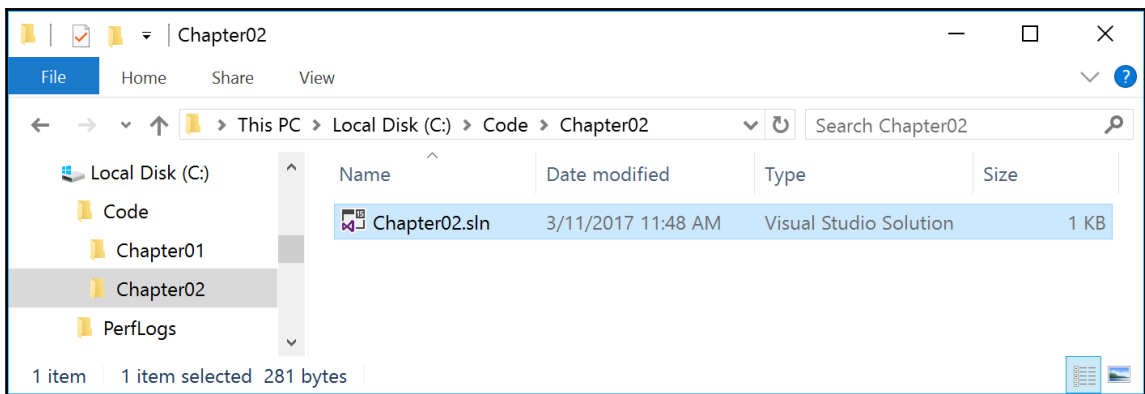 Chapter02
File Home Share View ?
This PC > Local Disk (C:) > Code > Chapter02 Search Chapter02
Local Disk (C:) Name Date modified Type Size
Code
15 Chapter02.sln 3/11/2017 11:48 AM Visual Studio Solution 1 KB
Chapter01
Chapter02
PerfLogs
1 item 1 item selected 281 bytes